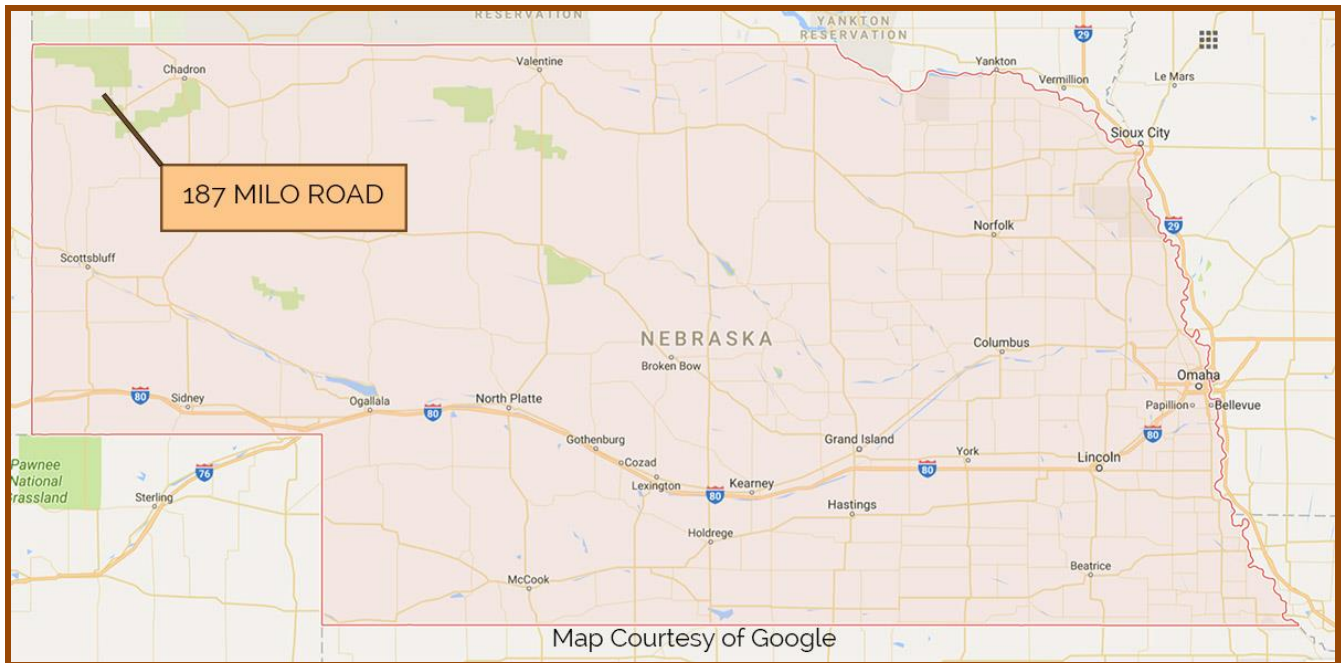 RESERVATION
YANKTON
RESERVATION
29
Chadron
Valentine
Yankton
Vermillion
Le Mars
Sioux City
187 MILO ROAD
Norfolk
29
Scottsbluff
NEBRASKA
Broken Bow
Columbus
Omaha
80
Sidney
Ogallala
80
North Platte
Papillion
Bellevue
80
Gothenburg
Grand Island
York
Lincoln
Pawnee
National
Grassland
76
Cozad
80
Sterling
Lexington
80
Kearney
Hastings
Holdrege
McCook
Beatrice
Map Courtesy of Google